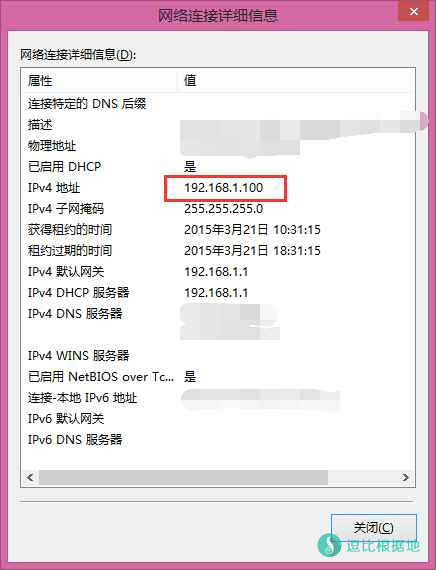 网络连接详细信息
网络连接详细信息(D):
属性 值
连接特定的 DNS 后缀
描述
物理地址
已启用 DHCP 是
IPv4 地址 192.168.1.100
IPv4 子网掩码 255.255.255.0
获得租约的时间 2015年3月21日 10:31:15
租约过期的时间 2015年3月21日 18:31:15
IPv4 默认网关 192.168.1.1
IPv4 DHCP 服务器 192.168.1.1
IPv4 DNS 服务器
IPv4 WINS 服务器
已启用 NetBIOS over Tc... 是
连接-本地 IPv6 地址
IPv6 默认网关
IPv6 DNS 服务器
关闭(C)
逗比根据地